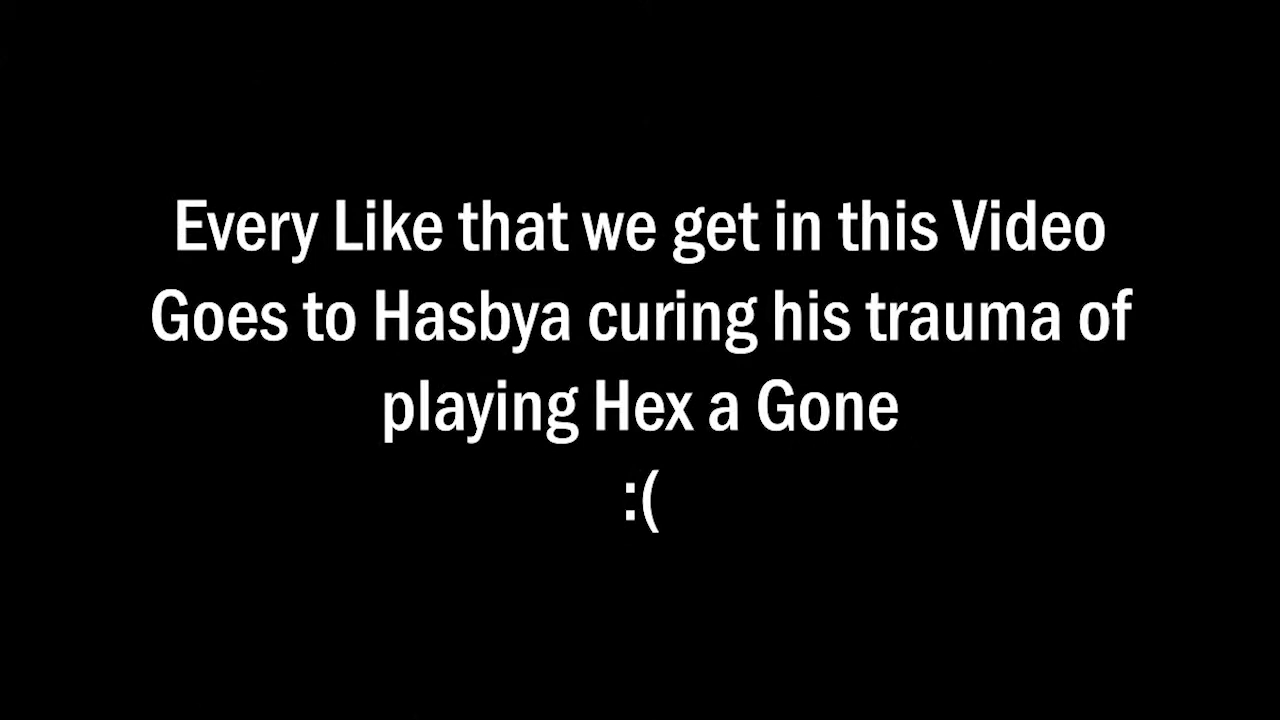 Every Like that we get in this Video
Goes to Hasbya curing his trauma of
playing Hex a Gone
:(